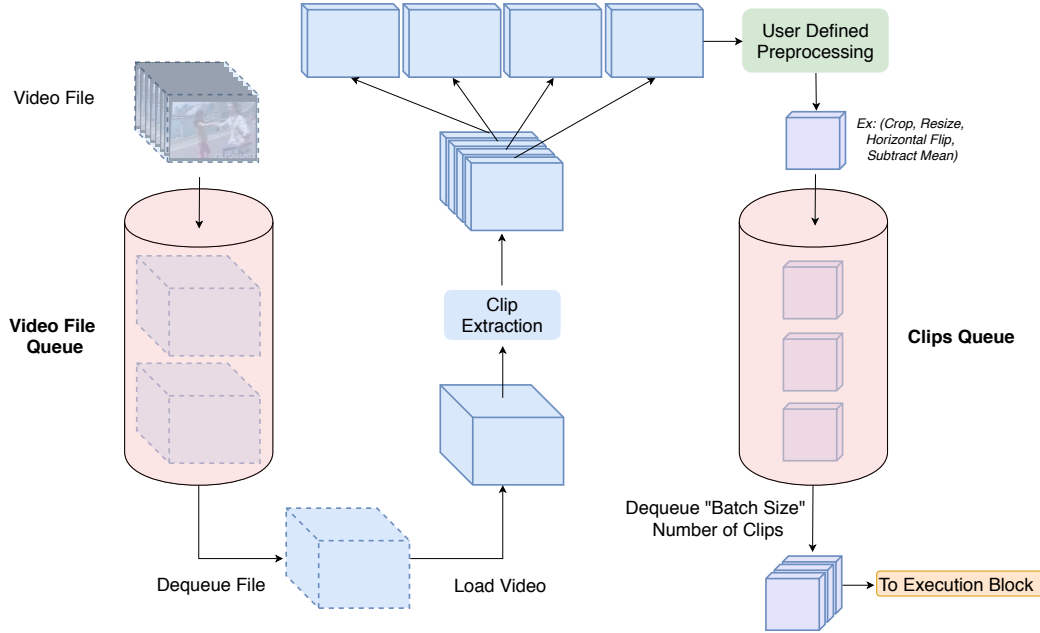 Video File
Video File
Queue
Dequeue File
Load Video
Clip
Extraction
User Defined
Preprocessing
Ex: (Crop, Resize,
Horizontal Flip,
Subtract Mean)
Clips Queue
Dequeue "Batch Size"
Number of Clips
To Execution Block